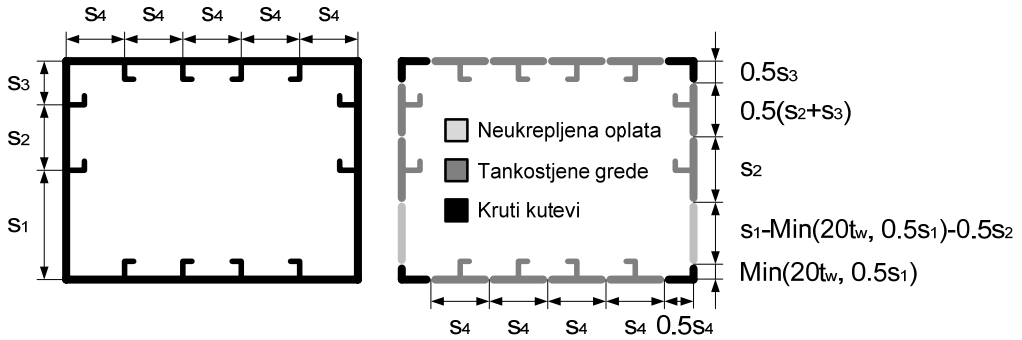 s4 s4 s4 s4 s4
s3
s2
s1
Neukrepljena oplata
Tankostjene grede
Kruti kutevi
0.5s3
0.5(s2+s3)
s2
s1-Min(20tw, 0.5s1)-0.5s2
Min(20tw, 0.5s1)
s4 s4 s4 s4 0.5s4